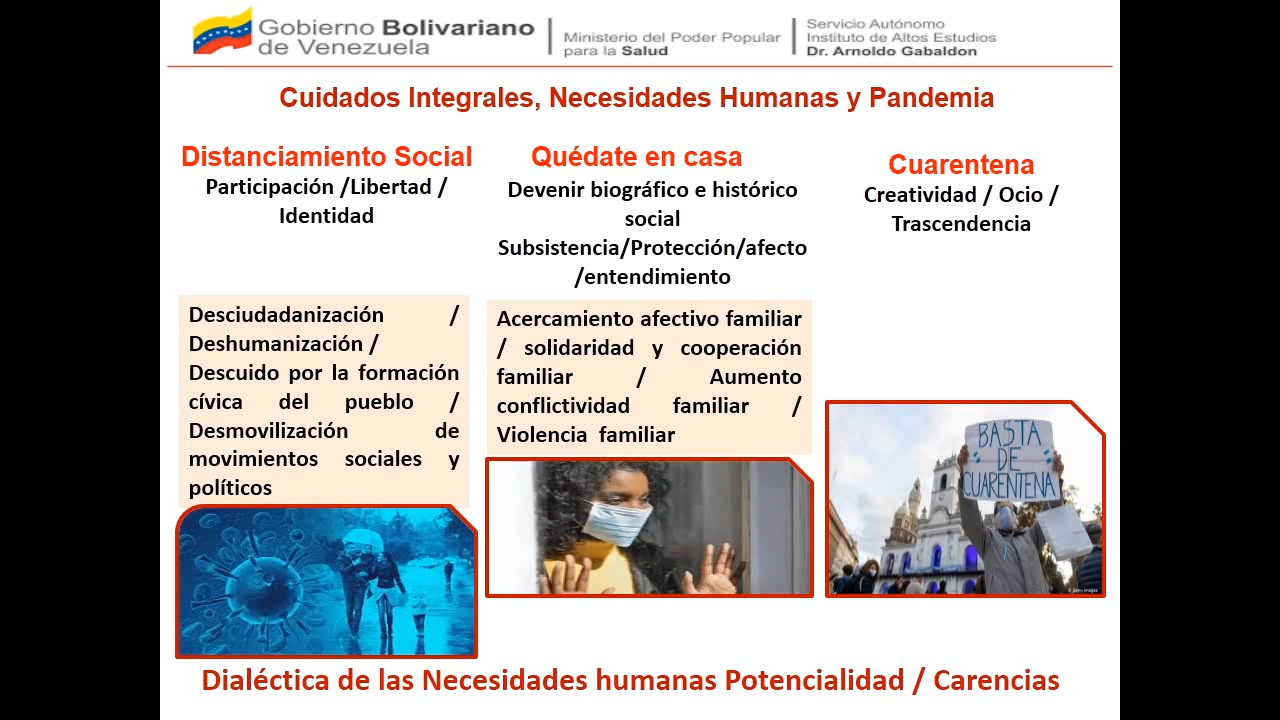 Gobierno Bolivariano
de Venezuela
Ministerio del Poder Popular
para la Salud
Servicio Autónomo
Instituto de Altos Estudios
Dr. Arnoldo Gabaldon
Cuidados Integrales, Necesidades Humanas y Pandemia
Distanciamiento Social
Participación /Libertad /
Identidad
Desciudadanización /
Deshumanización /
Descuido por la formación
cívica del pueblo /
Desmovilización de
movimientos sociales y
políticos
Quédate en casa
Devenir biográfico e histórico
social
Subsistencia/Protección/afecto
/entendimiento
Acercamiento afectivo familiar
/ solidaridad y cooperación
familiar / Aumento
conflictividad familiar /
Violencia familiar
Cuarentena
Creatividad / Ocio /
Trascendencia
BASTA
DE
CUARENTENA
Dialéctica de las Necesidades humanas Potencialidad / Carencias